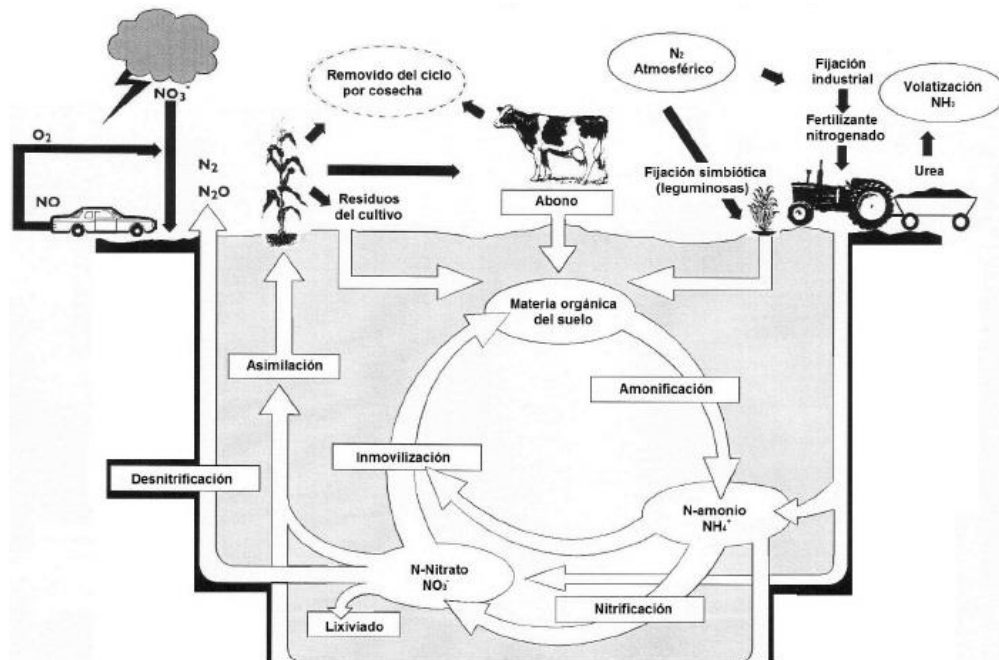 NO₃⁻
O₂
NO
N₂
N₂O
Removido del ciclo
por cosecha
Residuos
del cultivo
Abono
N₂
Atmosférico
Fijación
industrial
Fertilizante
nitrogenado
Volatización
NH₃
Urea
Fijación simbiótica
(leguminosas)
Materia orgánica
del suelo
Asimilación
Amonificación
Desnitrificación
Inmovilización
N-amonio
NH₄⁺
N-Nitrato
NO₃⁻
Nitrificación
Lixiviado